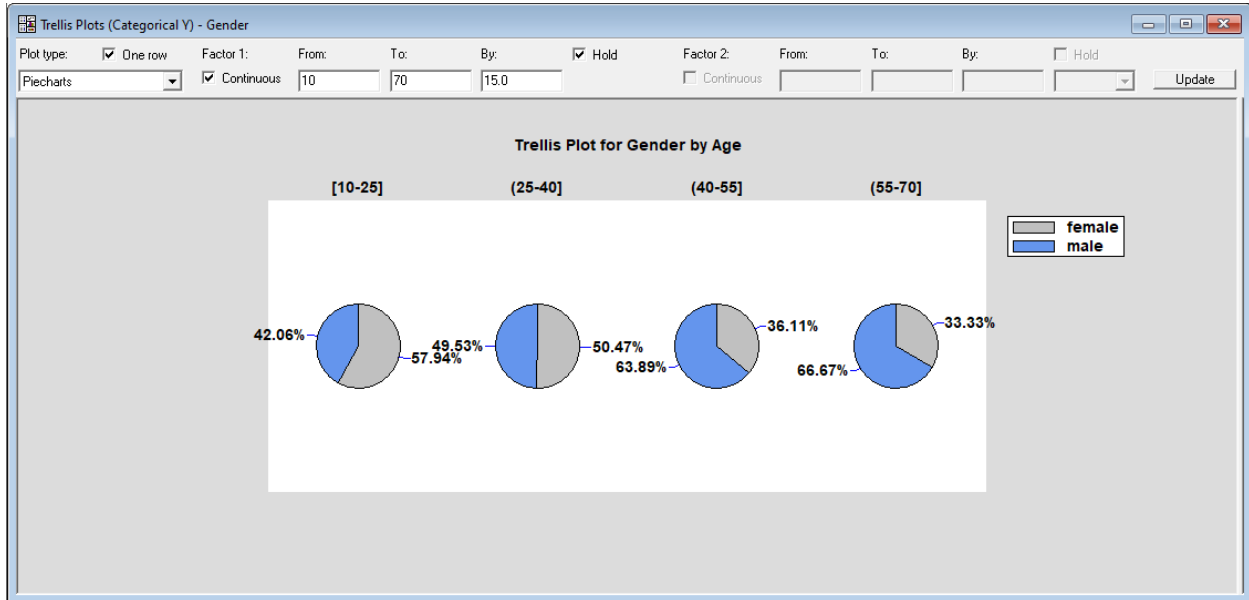 Trellis Plots (Categorical Y) - Gender
Plot type: One row Factor 1: From: To: By: Hold Factor 2: From: To: By: Hold
Piecharts Continuous 10 70 15.0 Continuous Update
Trellis Plot for Gender by Age
[10-25] (25-40] (40-55] (55-70]
female
male
42.06% 57.94%
49.53% 50.47%
36.11% 63.89%
33.33% 66.67%